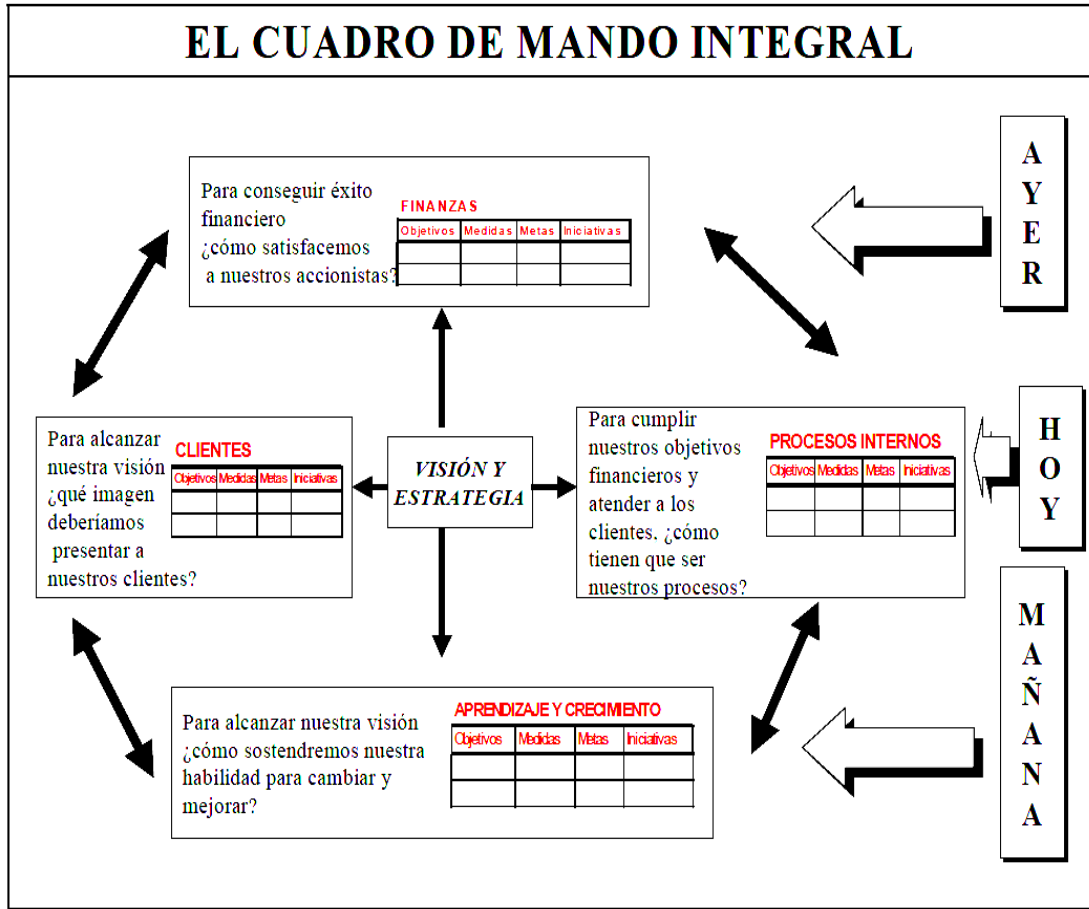 EL CUADRO DE MANDO INTEGRAL
Para conseguir éxito
financiero
¿cómo satisfacemos
a nuestros accionistas?
FINANZAS
Objetivos Medidas Metas Iniciativas
A
Y
E
R
Para alcanzar
nuestra visión
¿qué imagen
deberíamos
presentar a
nuestros clientes?
CLIENTES
Objetivos Medidas Metas Iniciativas
VISIÓN Y
ESTRATEGIA
Para cumplir
nuestros objetivos
financieros y
atender a los
clientes, ¿cómo
tienen que ser
nuestros procesos?
PROCESOS INTERNOS
Objetivos Medidas Metas Iniciativas
H
O
Y
Para alcanzar nuestra visión
¿cómo sostendremos nuestra
habilidad para cambiar y
mejorar?
APRENDIZAJE Y CRECIMIENTO
Objetivos Medidas Metas Iniciativas
M
A
Ñ
A
N
A